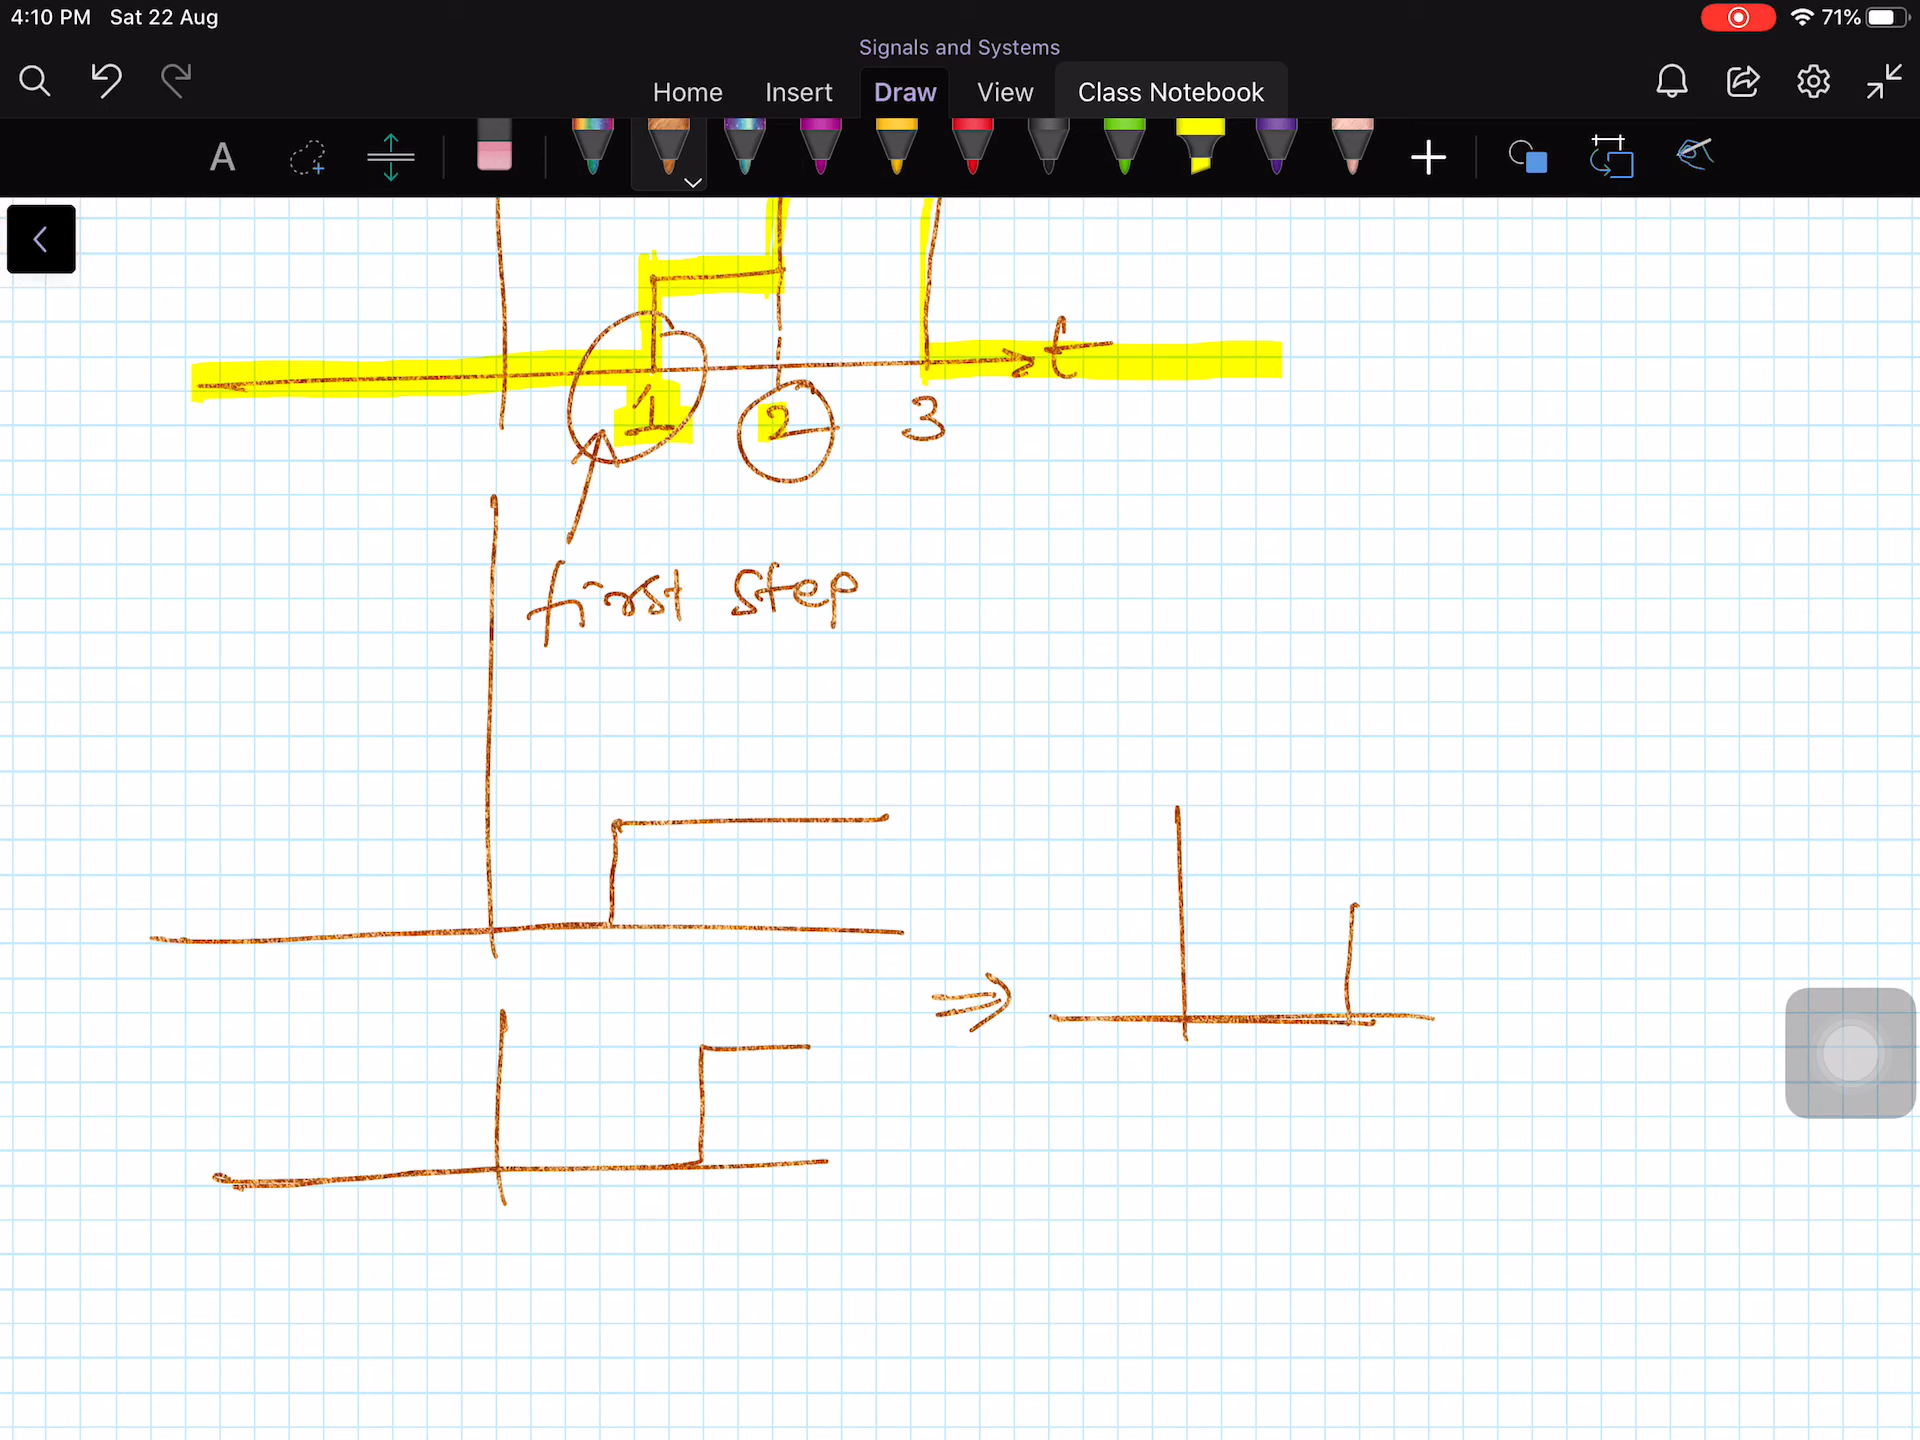 4:10 PM Sat 22 Aug
71%
Signals and Systems
Home Insert Draw View Class Notebook
A
t
1 2 3
first step